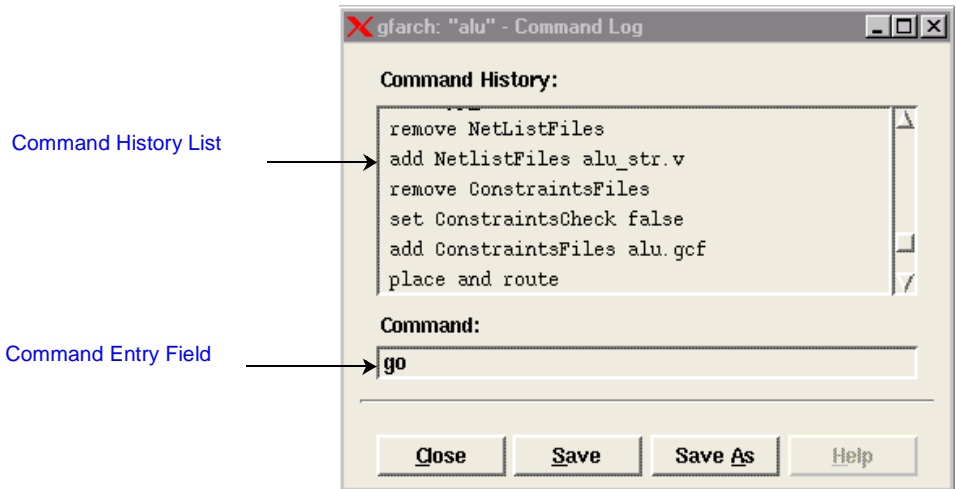 gfarch: "alu" - Command Log
Command History:
remove NetListFiles
Command History List
add NetlistFiles alu_str.v
remove ConstraintsFiles
set ConstraintsCheck false
add ConstraintsFiles alu.gcf
place and route
Command:
Command Entry Field
go
Close Save Save As Help